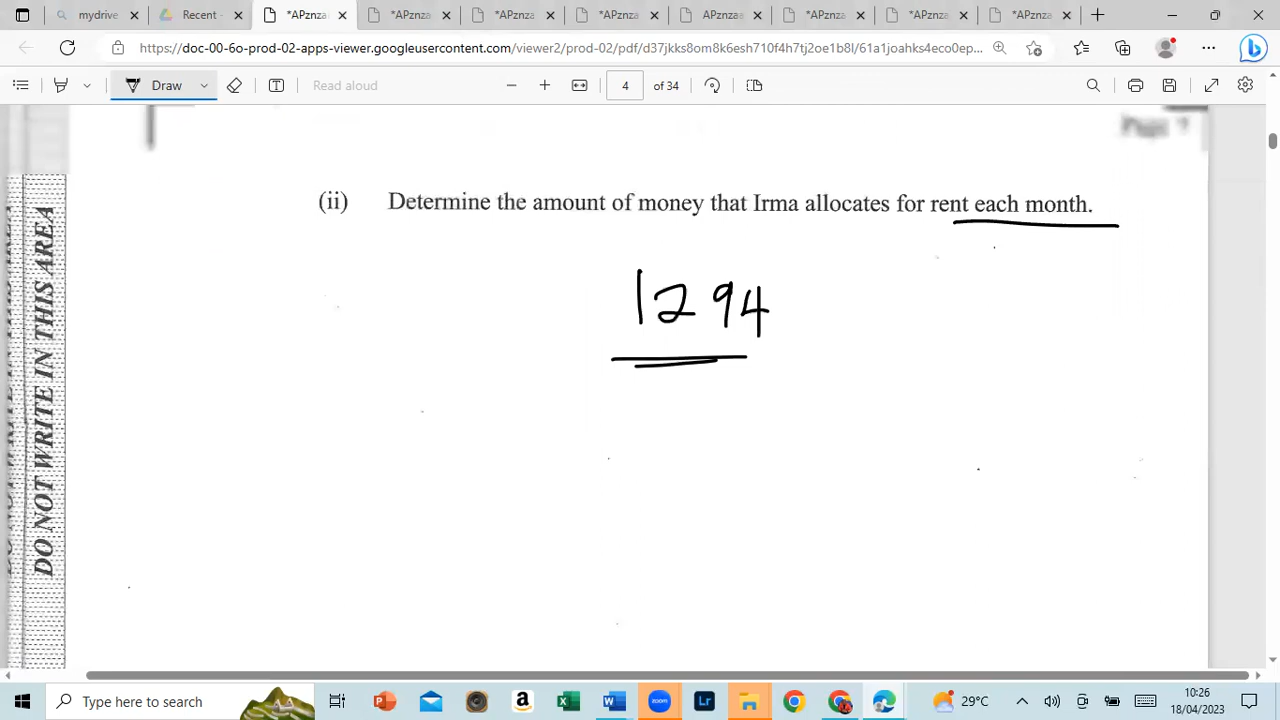 mydrive
Recent -
*APznza
*APznza
*APznza
*APznza
*APznz
*APznza
*APznz
*APznza
https://doc-00-6o-prod-02-apps-viewer.googleusercontent.com/viewer2/prod-02/pdf/d37jkks8om8k6esh710f4h7tj2oe1b8l/61a1joahks4eco0ep...
Draw
Read aloud
4 of 34
(ii) Determine the amount of money that Irma allocates for rent each month.
1294
DO NOT WRITE IN THIS AREA
Type here to search
29°C
10:26
18/04/2023